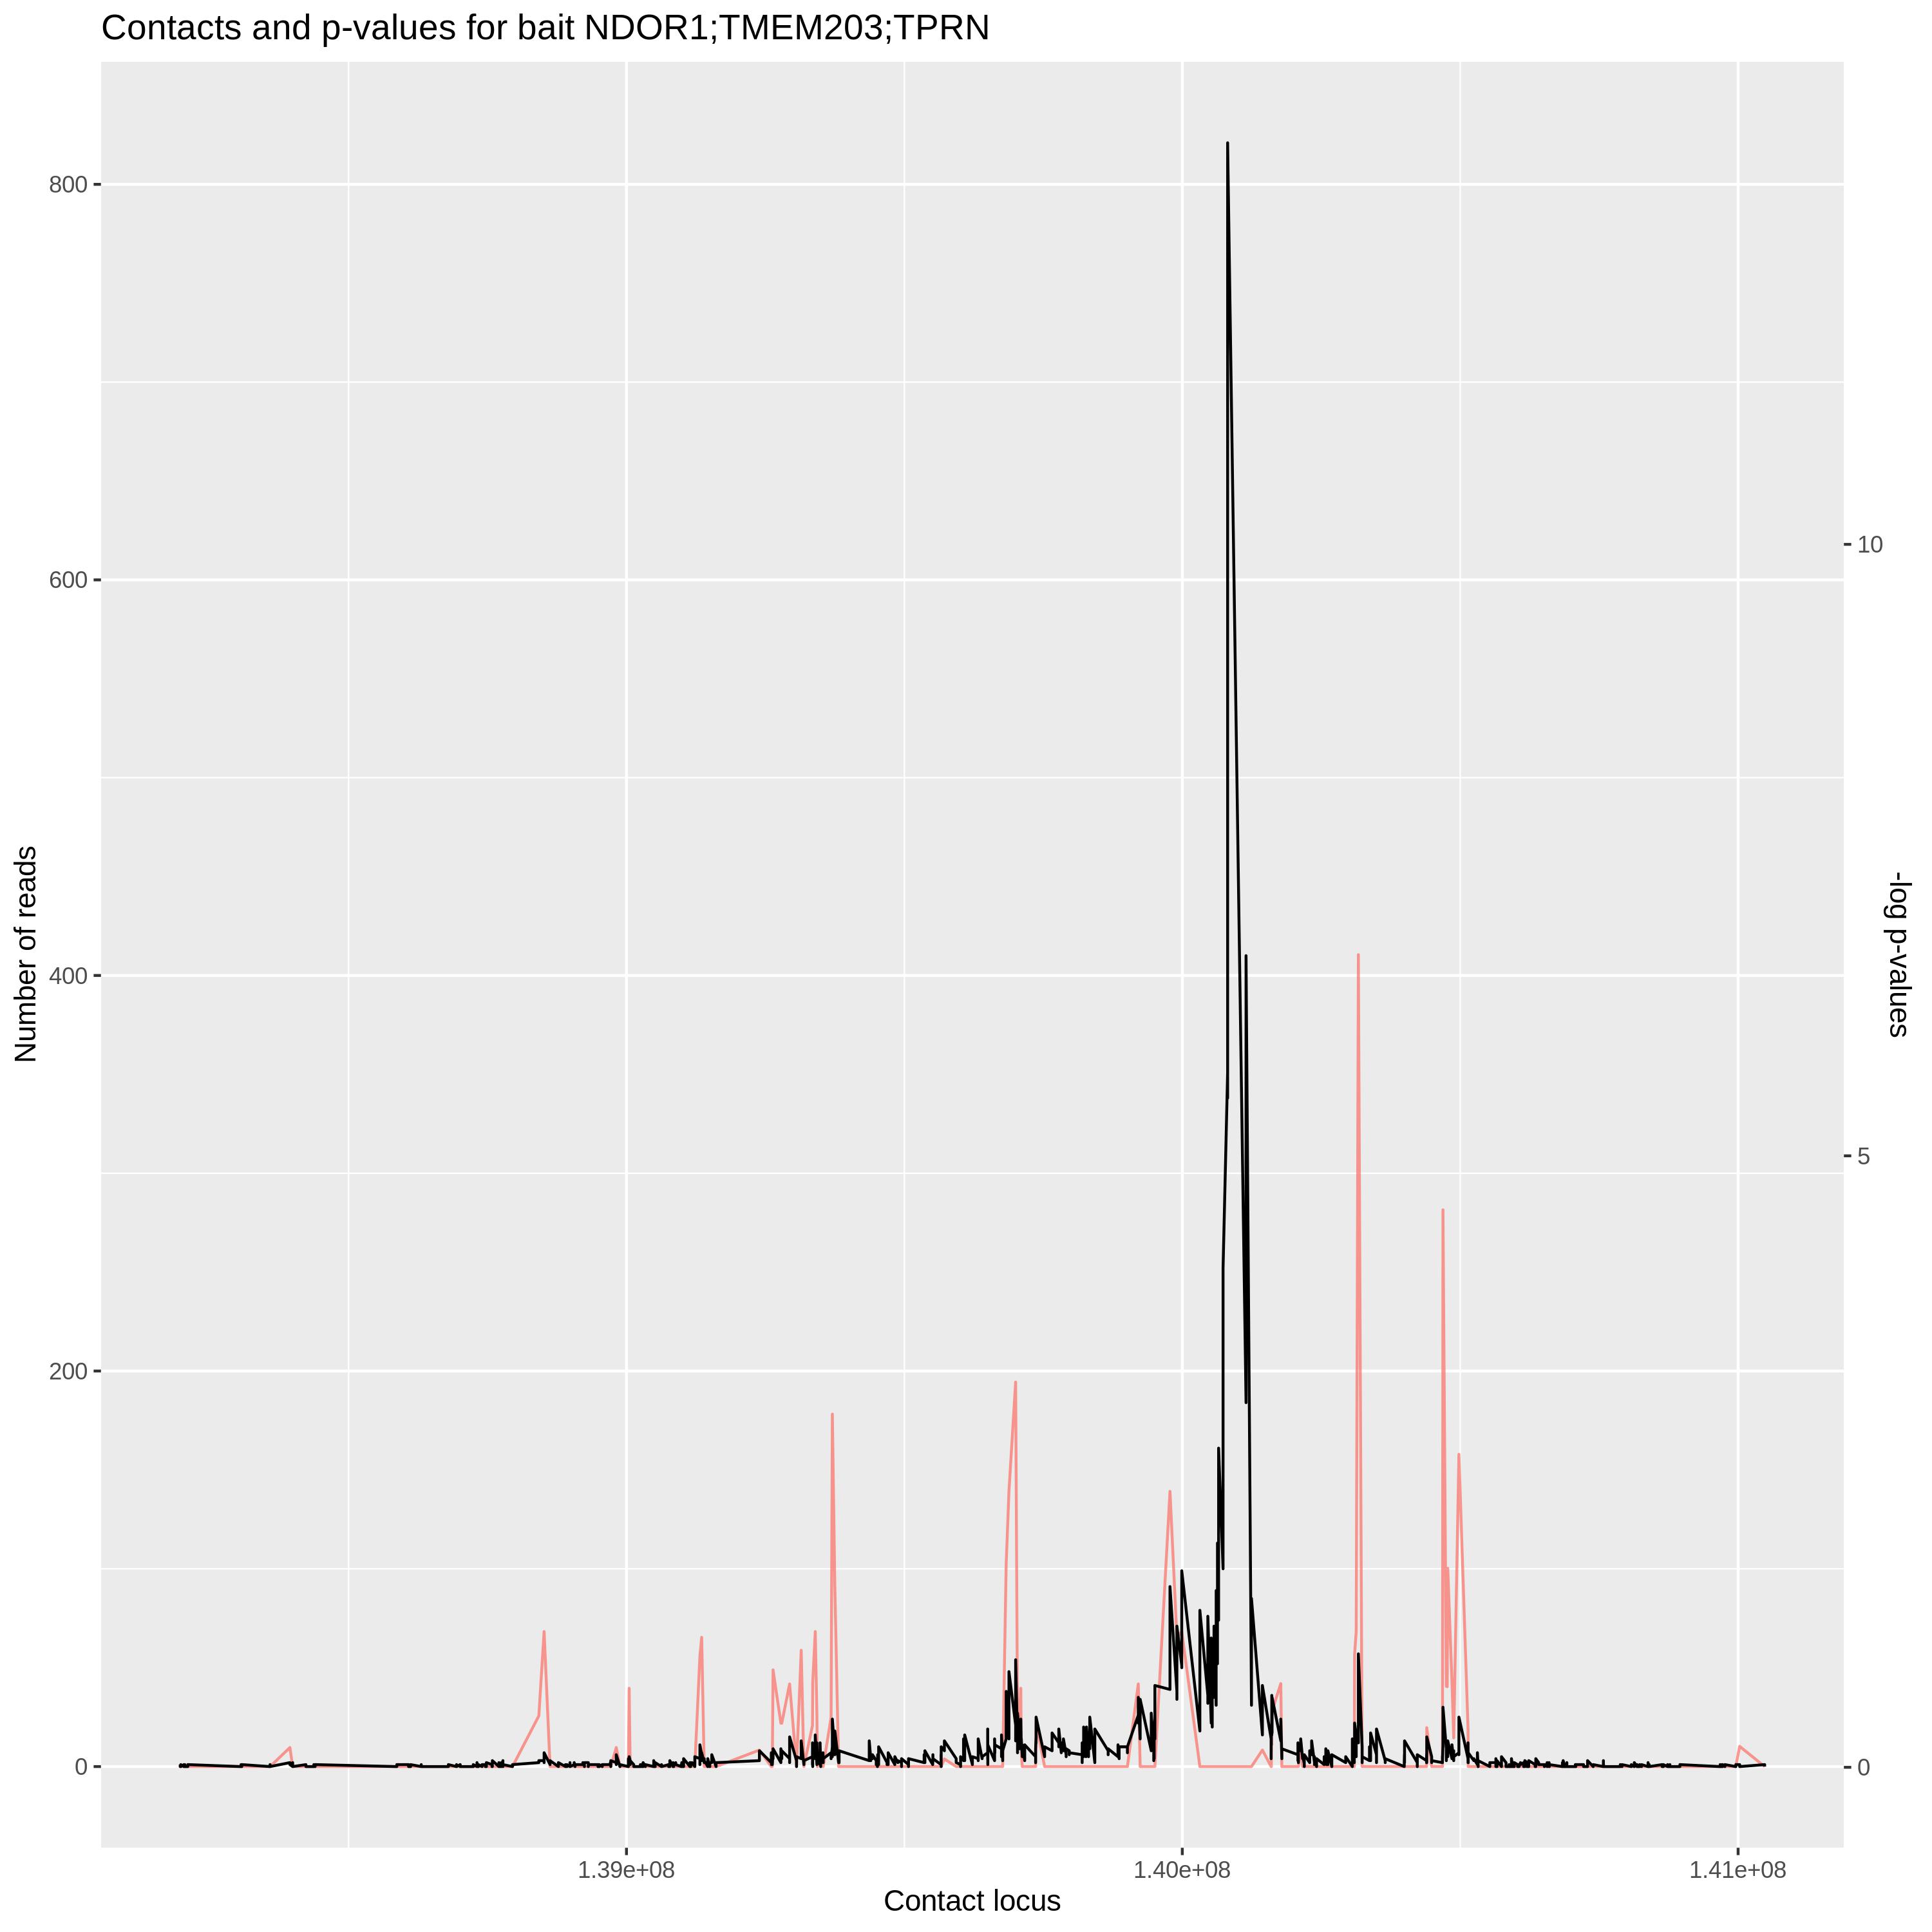 Contacts and p-values for bait NDOR1;TMEM203;TPRN
Number of reads
800
600
400
200
0
10
5
0
-log p-values
1.39e+08
1.40e+08
1.41e+08
Contact locus